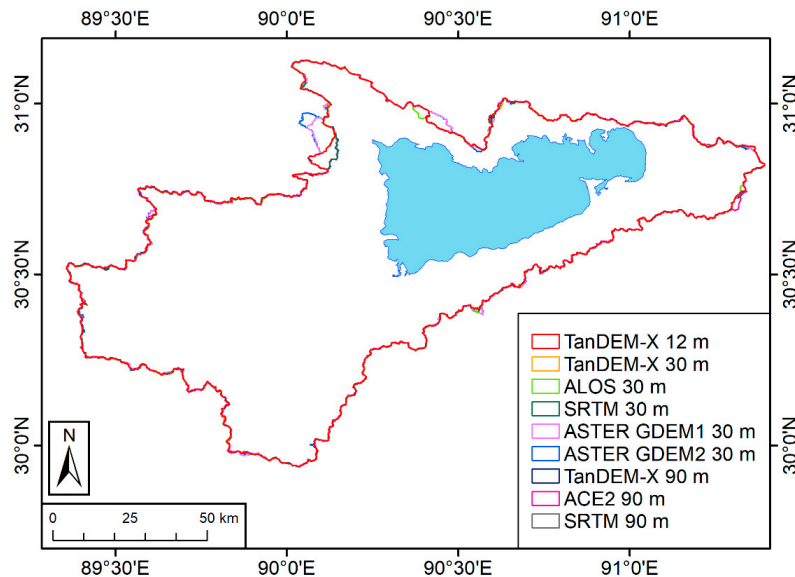 89°30'E 90°0'E 90°30'E 91°0'E
31°0'N 31°0'N
30°30'N 30°30'N
30°0'N 30°0'N
TanDEM-X 12 m
TanDEM-X 30 m
ALOS 30 m
SRTM 30 m
ASTER GDEM1 30 m
ASTER GDEM2 30 m
TanDEM-X 90 m
ACE2 90 m
SRTM 90 m
N
0 25 50 km
89°30'E 90°0'E 90°30'E 91°0'E